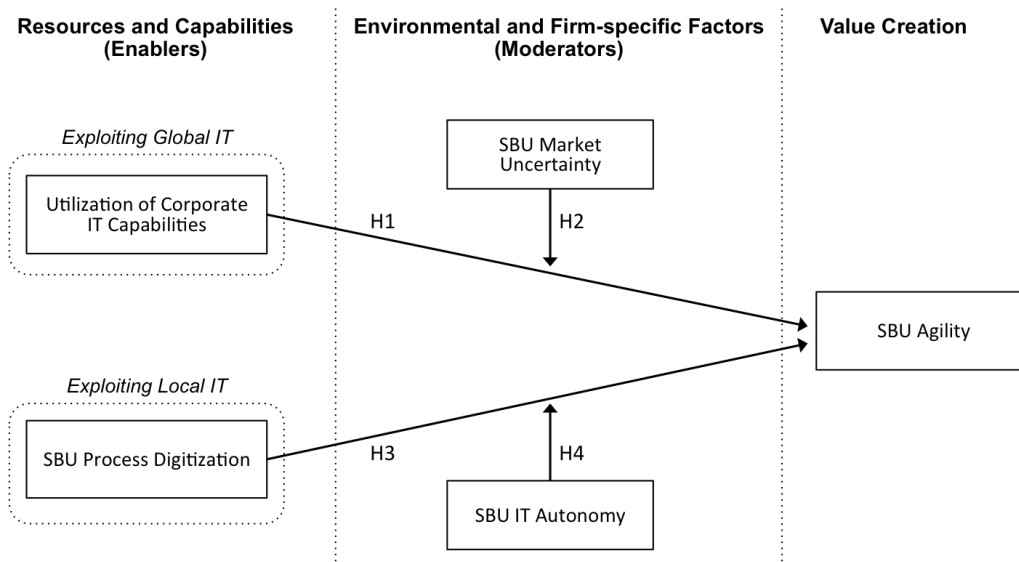 Resources and Capabilities
(Enablers)
Environmental and Firm-specific Factors
(Moderators)
Value Creation
Exploiting Global IT
Utilization of Corporate
IT Capabilities
SBU Market
Uncertainty
H1
H2
SBU Agility
Exploiting Local IT
SBU Process Digitization
H3
H4
SBU IT Autonomy